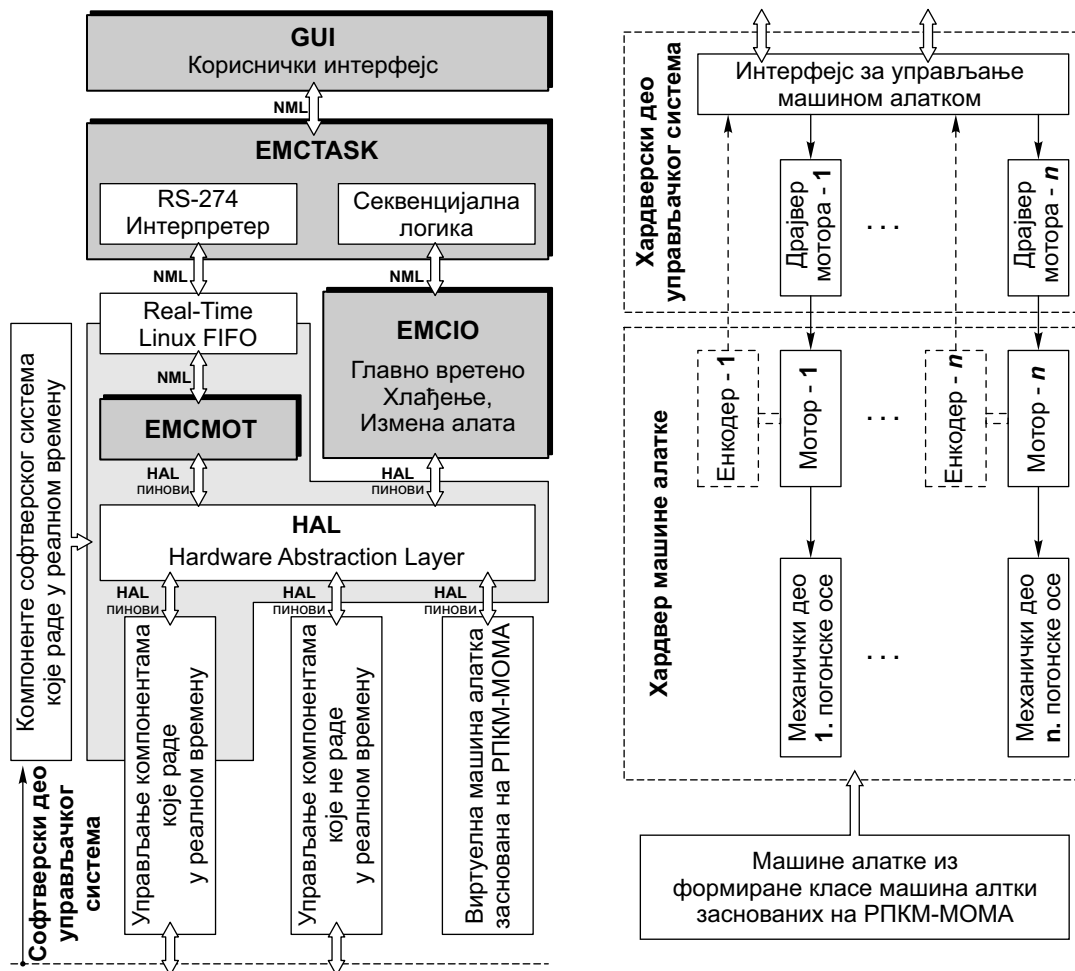 GUI
Кориснички интерфејс
NML
EMCTASK
RS-274
Интерпретер
Секвенцијална
логика
NML
NML
Real-Time
Linux FIFO
EMCIO
Главно вретено
Хлађење,
Измена алата
NML
EMCMOT
HAL
пинови
HAL
пинови
HAL
Hardware Abstraction Layer
HAL
пинови
HAL
пинови
HAL
пинови
Компоненте софтверског система
које раде у реалном времену
Управљање компонентама
које раде
у реалном времену
Управљање компонентама
које не раде
у реалном времену
Виртуелна машина алатка
заснована на РПКМ-МОМА
Софтверски део
управљачког
система
Хардверски део
управљачког система
Интерфејс за управљање
машином алатком
Драјвер
мотора - 1
. . .
Драјвер
мотора - n
Хардвер машине алатке
Енкодер - 1
Мотор - 1
. . .
Енкодер - n
Мотор - n
Механички део
1. погонске осе
. . .
Механички део
n. погонске осе
Машине алатке из
формиране класе машина алтки
заснованих на РПКМ-МОМА